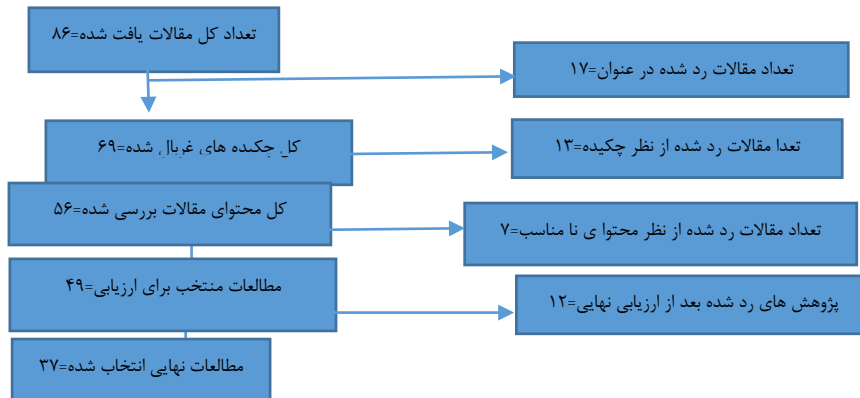 تعداد کل مقالات یافت شده=۸۶
تعداد مقالات رد شده در عنوان=۱۷
کل چکیده های غربال شده=۶۹
تعدا مقالات رد شده از نظر چکیده=۱۳
کل محتوای مقالات بررسی شده=۵۶
تعداد مقالات رد شده از نظر محتوا ی نا مناسب=۷
مطالعات منتخب برای ارزیابی=۴۹
پژوهش های رد شده بعد از ارزیابی نهایی=۱۲
مطالعات نهایی انتخاب شده=۳۷